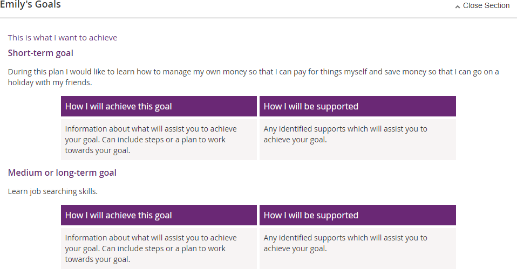 Emily's Goals
Close Section
This is what I want to achieve
Short-term goal
During this plan I would like to learn how to manage my own money so that I can pay for things myself and save money so that I can go on a
holiday with my friends.
How I will achieve this goal
How I will be supported
Information about what will assist you to achieve
your goal. Can include steps or a plan to work
towards your goal.
Any identified supports which will assist you to
achieve your goal.
Medium or long-term goal
Learn job searching skills.
How I will achieve this goal
How I will be supported
Information about what will assist you to achieve
your goal. Can include steps or a plan to work
towards your goal.
Any identified supports which will assist you to
achieve your goal.